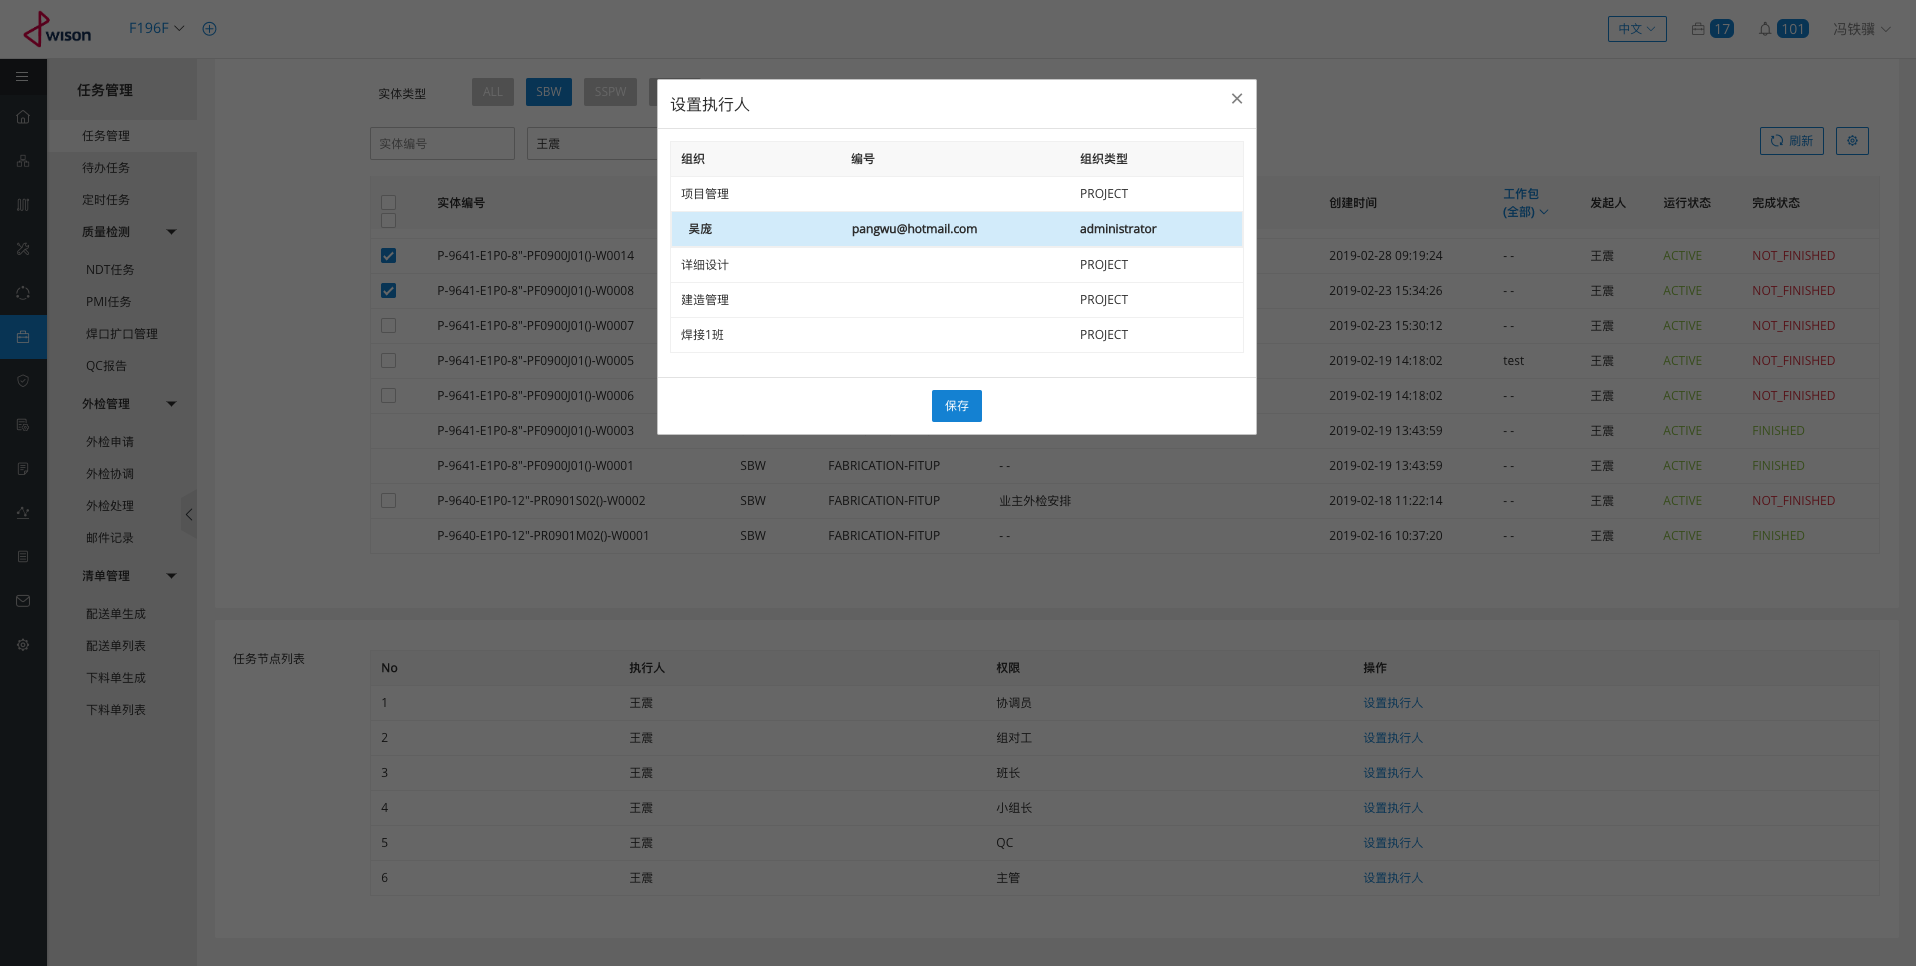 wison
F196F
中文
17
101
冯铁骥
任务管理
任务管理
待办任务
定时任务
质量检测
NDT任务
PMI任务
焊口扩口管理
QC报告
外检管理
外检申请
外检协调
外检处理
邮件记录
清单管理
配送单生成
配送单列表
下料单生成
下料单列表
实体类型 ALL SBW SSPW
实体编号 王震
刷新
实体编号 创建时间 工作包 发起人 运行状态 完成状态
(全部)
P-9641-E1P0-8"-PF0900J01()-W0014 2019-02-28 09:19:24 - - 王震 ACTIVE NOT_FINISHED
P-9641-E1P0-8"-PF0900J01()-W0008 2019-02-23 15:34:26 - - 王震 ACTIVE NOT_FINISHED
P-9641-E1P0-8"-PF0900J01()-W0007 2019-02-23 15:30:12 - - 王震 ACTIVE NOT_FINISHED
P-9641-E1P0-8"-PF0900J01()-W0005 2019-02-19 14:18:02 test 王震 ACTIVE NOT_FINISHED
P-9641-E1P0-8"-PF0900J01()-W0006 2019-02-19 14:18:02 - - 王震 ACTIVE NOT_FINISHED
P-9641-E1P0-8"-PF0900J01()-W0003 2019-02-19 13:43:59 - - 王震 ACTIVE FINISHED
P-9641-E1P0-8"-PF0900J01()-W0001 SBW FABRICATION-FITUP - - 2019-02-19 13:43:59 - - 王震 ACTIVE FINISHED
P-9640-E1P0-12"-PR0901S02()-W0002 SBW FABRICATION-FITUP 业主外检安排 2019-02-18 11:22:14 - - 王震 ACTIVE NOT_FINISHED
P-9640-E1P0-12"-PR0901M02()-W0001 SBW FABRICATION-FITUP - - 2019-02-16 10:37:20 - - 王震 ACTIVE FINISHED
设置执行人
组织 编号 组织类型
项目管理 PROJECT
吴庞 pangwu@hotmail.com administrator
详细设计 PROJECT
建造管理 PROJECT
焊接1班 PROJECT
保存
任务节点列表
No 执行人 权限 操作
1 王震 协调员 设置执行人
2 王震 组对工 设置执行人
3 王震 班长 设置执行人
4 王震 小组长 设置执行人
5 王震 QC 设置执行人
6 王震 主管 设置执行人